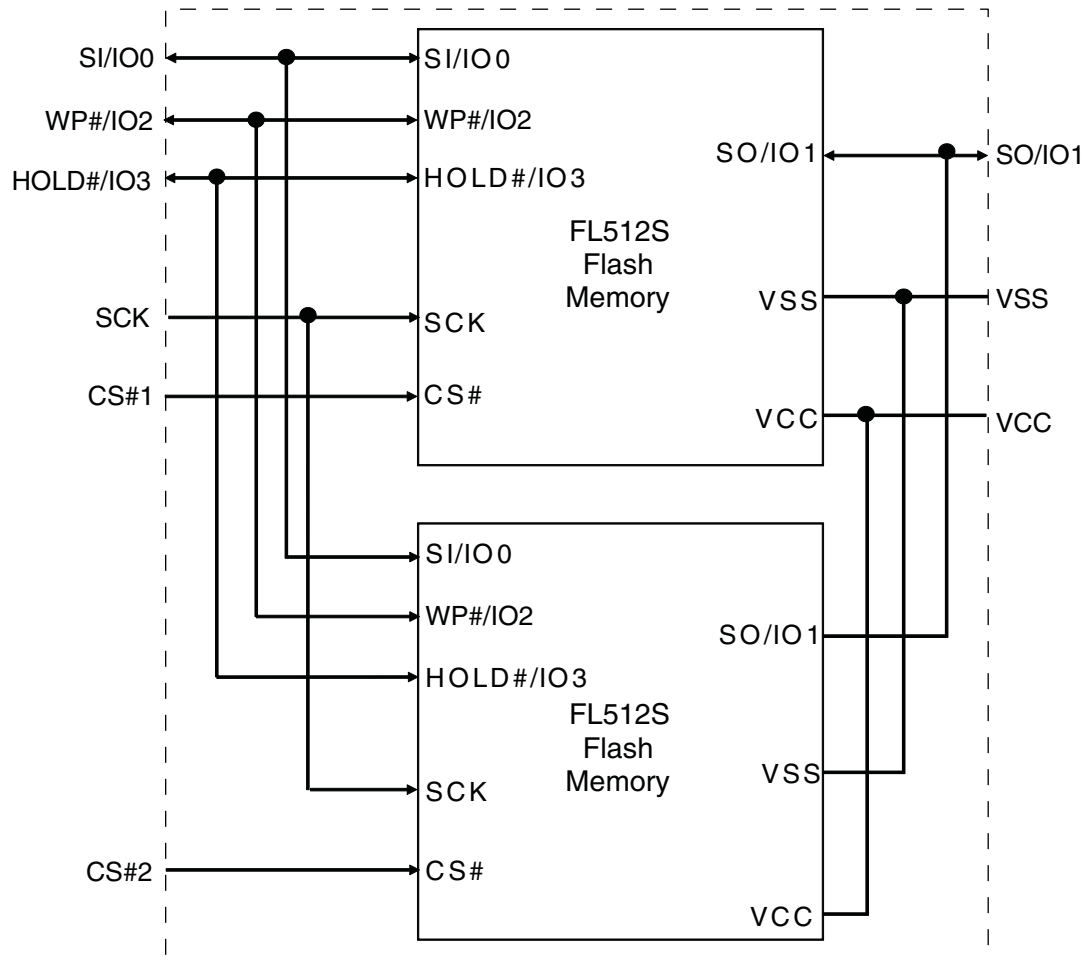 SI/IO0
WP#/IO2
HOLD#/IO3
SCK
CS#1
CS#2
SI/IO0
WP#/IO2
HOLD#/IO3
SCK
CS#
SO/IO1
VSS
VCC
FL512S
Flash
Memory
SI/IO0
WP#/IO2
HOLD#/IO3
SCK
CS#
SO/IO1
VSS
VCC
FL512S
Flash
Memory
SO/IO1
VSS
VCC